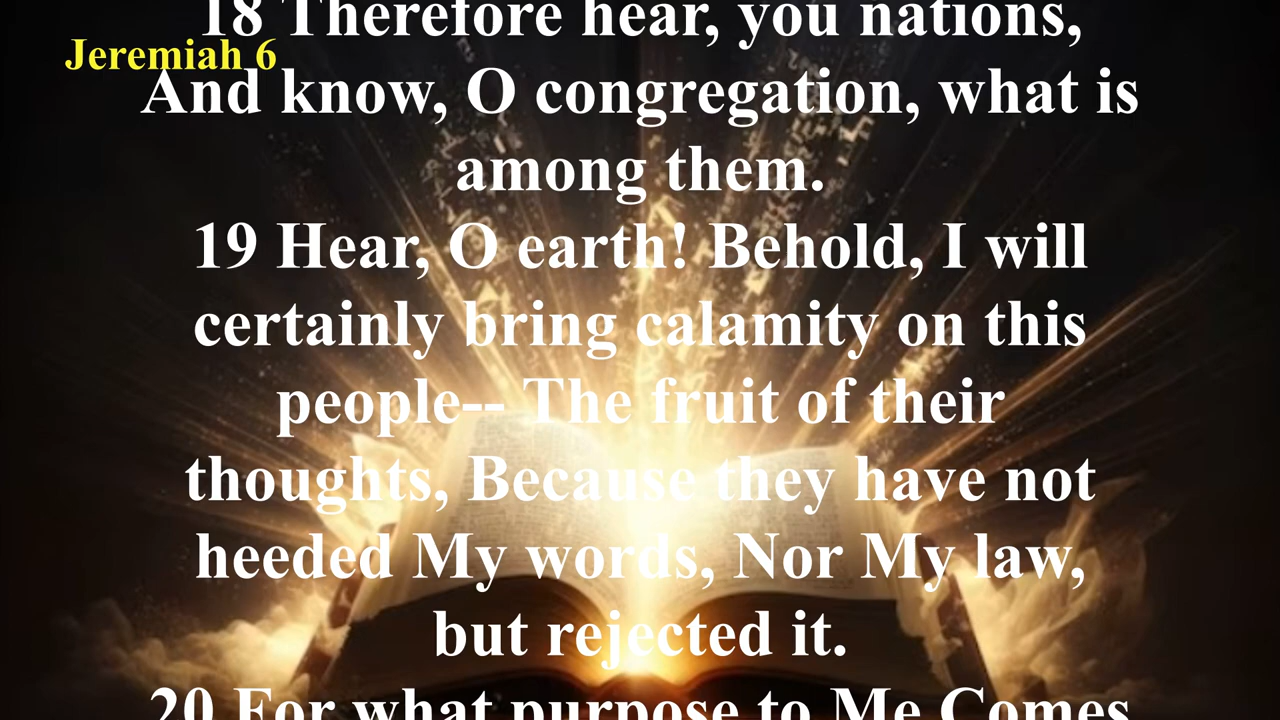 18 Therefore hear, you nations,
Jeremiah 6
And know, O congregation, what is
among them.
19 Hear, O earth! Behold, I will
certainly bring calamity on this
people-- The fruit of their
thoughts, Because they have not
heeded My words, Nor My law,
but rejected it.
20 For what purpose to Me Comes